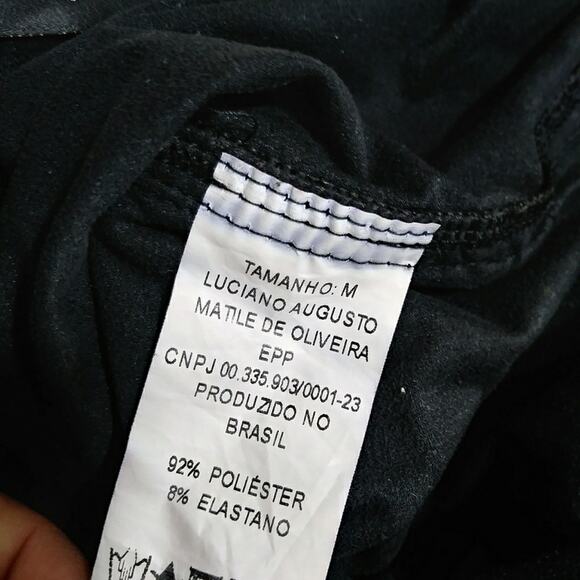 TAMANHO: M
LUCIANO AUGUSTO
MATILE DE OLIVEIRA
EPP
CNPJ 00.335.903/0001-23
PRODUZIDO NO
BRASIL
92% POLIÉSTER
8% ELASTANO